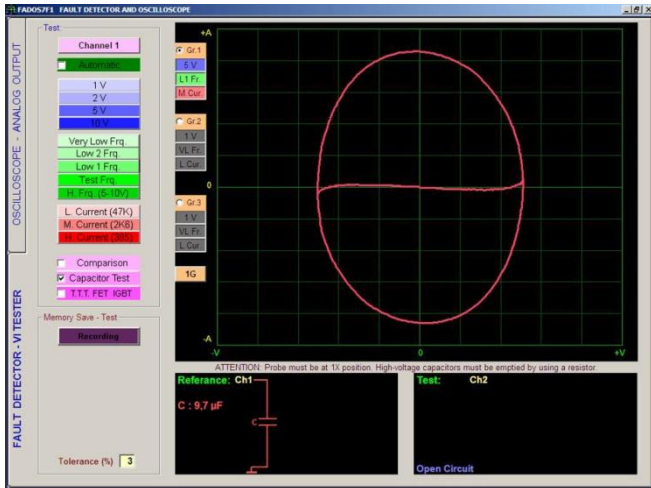 FADOS7F1 FAULT DETECTOR AND OSCILLOSCOPE
OSCILLOSCOPE - ANALOG OUTPUT
FAULT DETECTOR - VI TESTER
Test
Channel 1
Automatic
1 V
2 V
5 V
10 V
Very Low Frq.
Low 2 Frq.
Low 1 Frq.
Test Frq.
H. Frq. (5-10V)
L. Current (47K)
M. Current (2K8)
H. Current (385)
Comparison
Capacitor Test
T.T.T. FET IGBT
Memory Save - Test
Recording
Tolerance (%) 3
Gr.1
5 V
L1 Fr.
M Cur.
Gr.2
1 V
VL Fr.
L Cur.
Gr.3
1 V
VL Fr.
L Cur.
1G
+A
0
-A
-V 0 +V
ATTENTION: Probe must be at 1X position. High-voltage capacitors must be emptied by using a resistor.
Referance: Ch1
C : 9,7 µF
C
Test: Ch2
Open Circuit